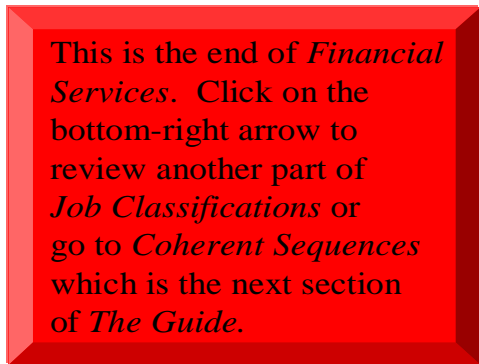 This is the end of Financial
Services.  Click on the
bottom-right arrow to
review another part of
Job Classifications or
go to Coherent Sequences
which is the next section
of The Guide.